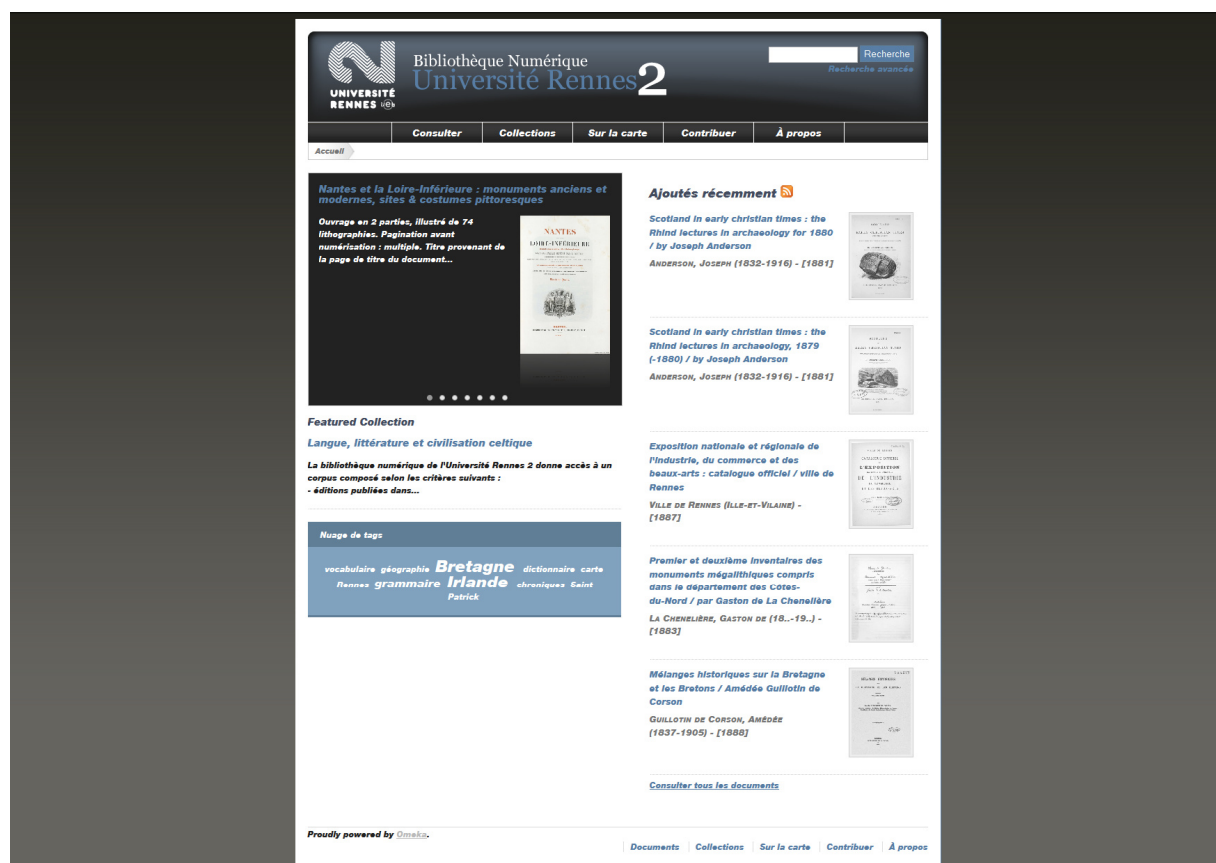 UNIVERSITÉ
RENNES
Bibliothèque Numérique
Université Rennes 2
Recherche
Recherche avancée
Consulter
Collections
Sur la carte
Contribuer
À propos
Accueil
Nantes et la Loire-Inférieure : monuments anciens et
modernes, sites & costumes pittoresques
Ouvrage en 2 parties, illustré de 74
lithographies. Pagination avant
numérisation : multiple. Titre provenant de
la page de titre du document...
NANTES
Featured Collection
Langue, littérature et civilisation celtique
La bibliothèque numérique de l'Université Rennes 2 donne accès à un
corpus composé selon les critères suivants :
- éditions publiées dans...
Nuage de tags
vocabulaire géographie Bretagne dictionnaire carte
Rennes grammaire Irlande chroniques Saint
Patrick
Ajoutés récemment
Scotland in early christian times : the
Rhind lectures in archaeology for 1880
/ by Joseph Anderson
Anderson, Joseph (1832-1916) - [1881]
Scotland in early christian times : the
Rhind lectures in archaeology, 1879
(-1880) / by Joseph Anderson
Anderson, Joseph (1832-1916) - [1881]
Exposition nationale et régionale de
l'Industrie, du commerce et des
beaux-arts : catalogue officiel / ville de
Rennes
Ville de Rennes (Ille-et-Vilaine) -
[1887]
Premier et deuxième inventaires des
monuments mégalithiques compris
dans le département des Côtes-
du-Nord / par Gaston de La Chenelière
La Chenelière, Gaston de (18..-19..) -
[1883]
Mélanges historiques sur la Bretagne
et les Bretons / Amédée Guillotin de
Corson
Guillotin de Corson, Amédée
(1837-1905) - [1888]
Consulter tous les documents
Proudly powered by Omeka.
Documents
Collections
Sur la carte
Contribuer
À propos